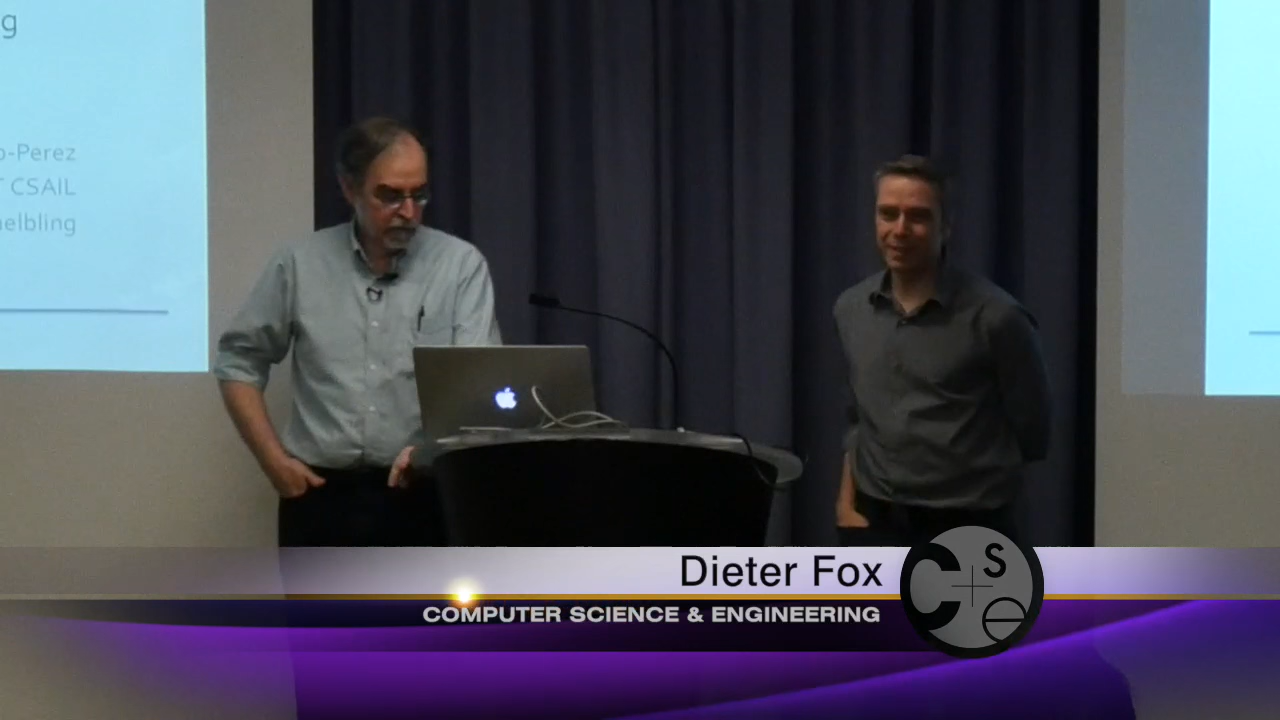 g
o-Perez
T CSAIL
aelbling
Dieter Fox
COMPUTER SCIENCE & ENGINEERING
C S e